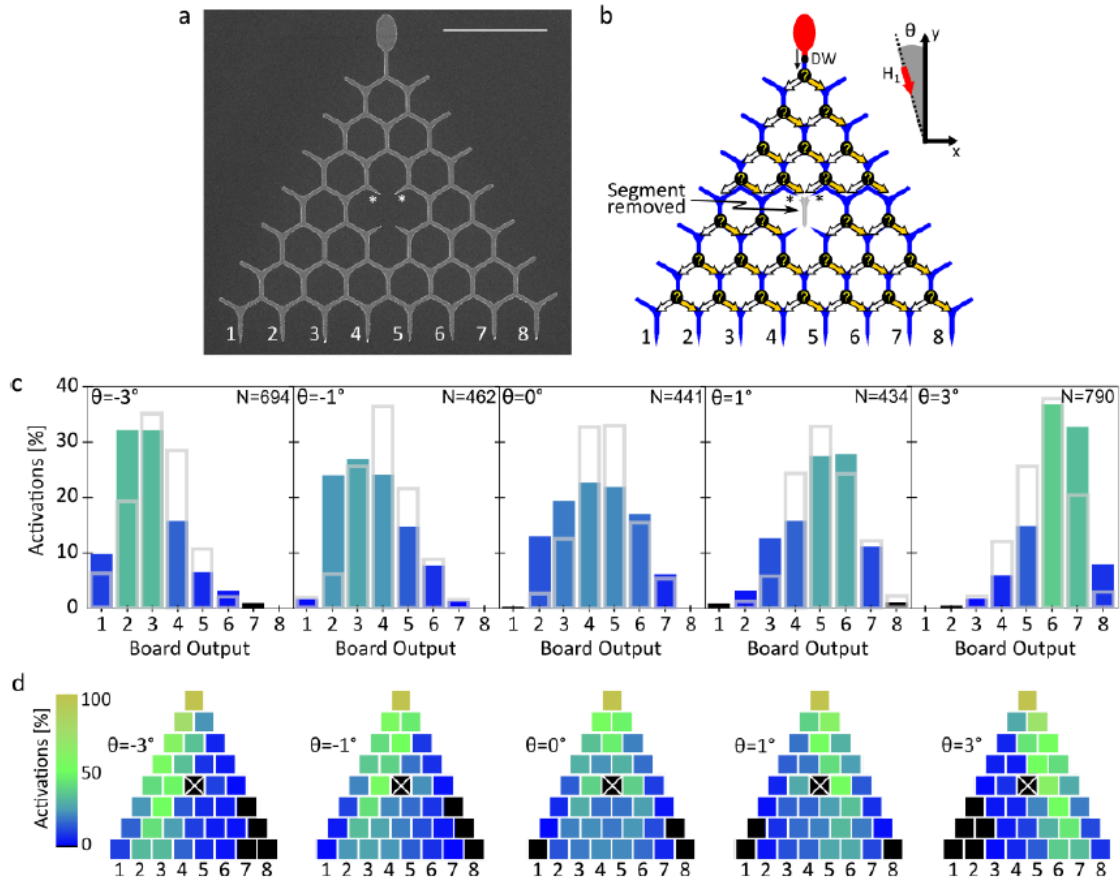 a
* *
1 2 3 4 5 6 7 8
b
DW
θ y
H1
x
? ? ? ? ? ? ? ? ? ?
Segment
removed
* *
? ? ? ? ? ? ? ? ? ? ? ? ? ? ? ?
1 2 3 4 5 6 7 8
c
Activations [%]
40
30
20
10
0
θ=-3° N=694
θ=-1° N=462
θ=0° N=441
θ=1° N=434
θ=3° N=790
1 2 3 4 5 6 7 8 1 2 3 4 5 6 7 8 1 2 3 4 5 6 7 8 1 2 3 4 5 6 7 8 1 2 3 4 5 6 7 8
Board Output Board Output Board Output Board Output Board Output
d
Activations [%]
100
50
0
θ=-3° θ=-1° θ=0° θ=1° θ=3°
1 2 3 4 5 6 7 8 1 2 3 4 5 6 7 8 1 2 3 4 5 6 7 8 1 2 3 4 5 6 7 8 1 2 3 4 5 6 7 8